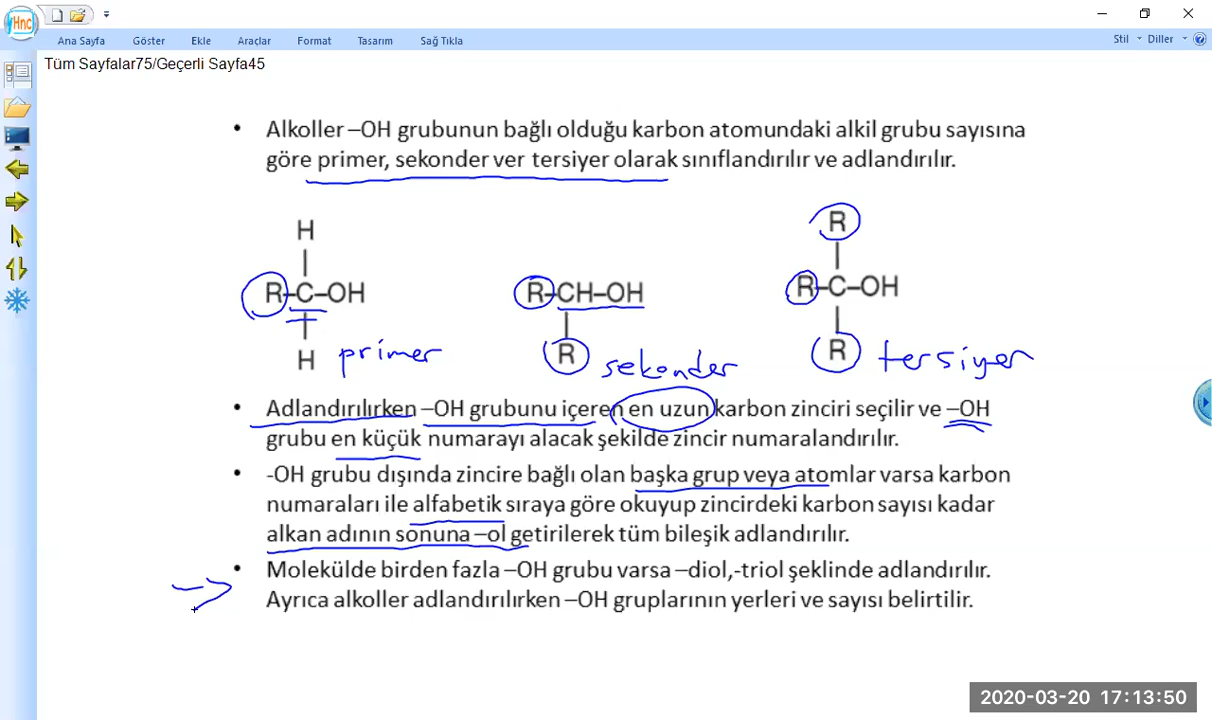 Hnc
Ana Sayfa Göster Ekle Araçlar Format Tasarım Sağ Tıkla Stil Diller
Tüm Sayfalar75/Geçerli Sayfa45
• Alkoller –OH grubunun bağlı olduğu karbon atomundaki alkil grubu sayısına
göre primer, sekonder ver tersiyer olarak sınıflandırılır ve adlandırılır.
H
R–C–OH
H
primer
R–CH–OH
R
sekonder
R
R–C–OH
R
tersiyer
• Adlandırılırken –OH grubunu içeren en uzun karbon zinciri seçilir ve –OH
grubu en küçük numarayı alacak şekilde zincir numaralandırılır.
• -OH grubu dışında zincire bağlı olan başka grup veya atomlar varsa karbon
numaraları ile alfabetik sıraya göre okuyup zincirdeki karbon sayısı kadar
alkan adının sonuna –ol getirilerek tüm bileşik adlandırılır.
• Molekülde birden fazla –OH grubu varsa –diol,-triol şeklinde adlandırılır.
Ayrıca alkoller adlandırılırken –OH gruplarının yerleri ve sayısı belirtilir.
2020-03-20 17:13:50